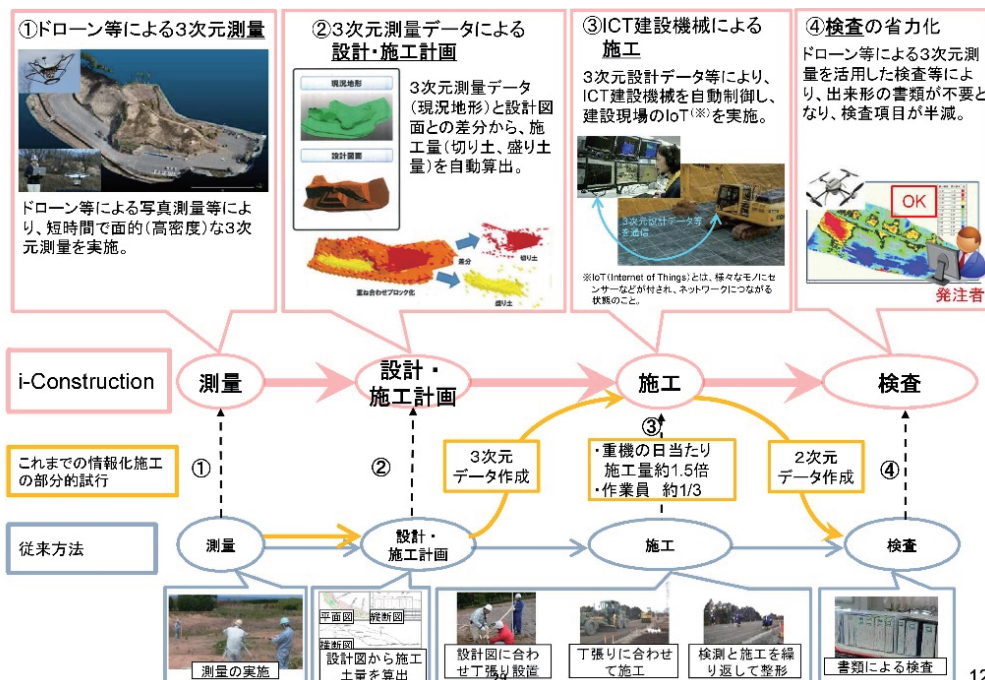 ①ドローン等による3次元測量
ドローン等による写真測量等によ
り、短時間で面的(高密度)な3次
元測量を実施。
②3次元測量データによる
設計・施工計画
現況地形
設計図面
3次元測量データ
(現況地形)と設計図
面との差分から、施
工量(切り土、盛り土
量)を自動算出。
差分
切り土
重ね合わせブロック化
盛り土
③ICT建設機械による
施工
3次元設計データ等により、
ICT建設機械を自動制御し、
建設現場のIoT(※)を実施。
3次元設計データ等
を通信
※IoT(Internet of Things)とは、様々なモノにセ
ンサーなどが付され、ネットワークにつながる
状態のこと。
④検査の省力化
ドローン等による3次元測
量を活用した検査等によ
り、出来形の書類が不要と
なり、検査項目が半減。
OK
発注者
i-Construction
測量
設計・
施工計画
施工
検査
これまでの情報化施工
の部分的試行
①
②
3次元
データ作成
③
・重機の日当たり
施工量約1.5倍
・作業員 約1/3
2次元
データ作成
④
従来方法
測量
設計・
施工計画
施工
検査
測量の実施
平面図
縦断図
横断図
設計図から施工
土量を算出
設計図に合わ
せ丁張り設置
丁張りに合わせ
て施工
検測と施工を繰
り返して整形
書類による検査
12